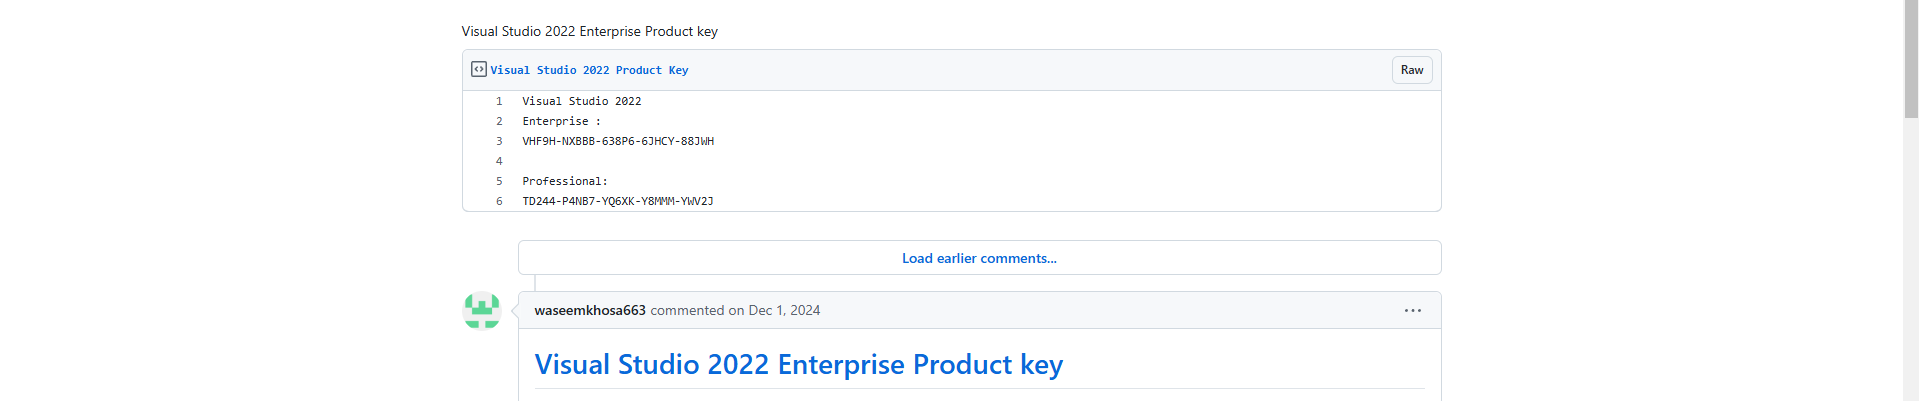 Visual Studio 2022 Enterprise Product key
Visual Studio 2022 Product Key
Raw
1 Visual Studio 2022
2 Enterprise :
3 VHF9H-NXBBB-638P6-6JHCY-88JWH
4
5 Professional:
6 TD244-P4NB7-YQ6XK-Y8MMM-YWV2J
Load earlier comments...
waseemkhosa663 commented on Dec 1, 2024
Visual Studio 2022 Enterprise Product key